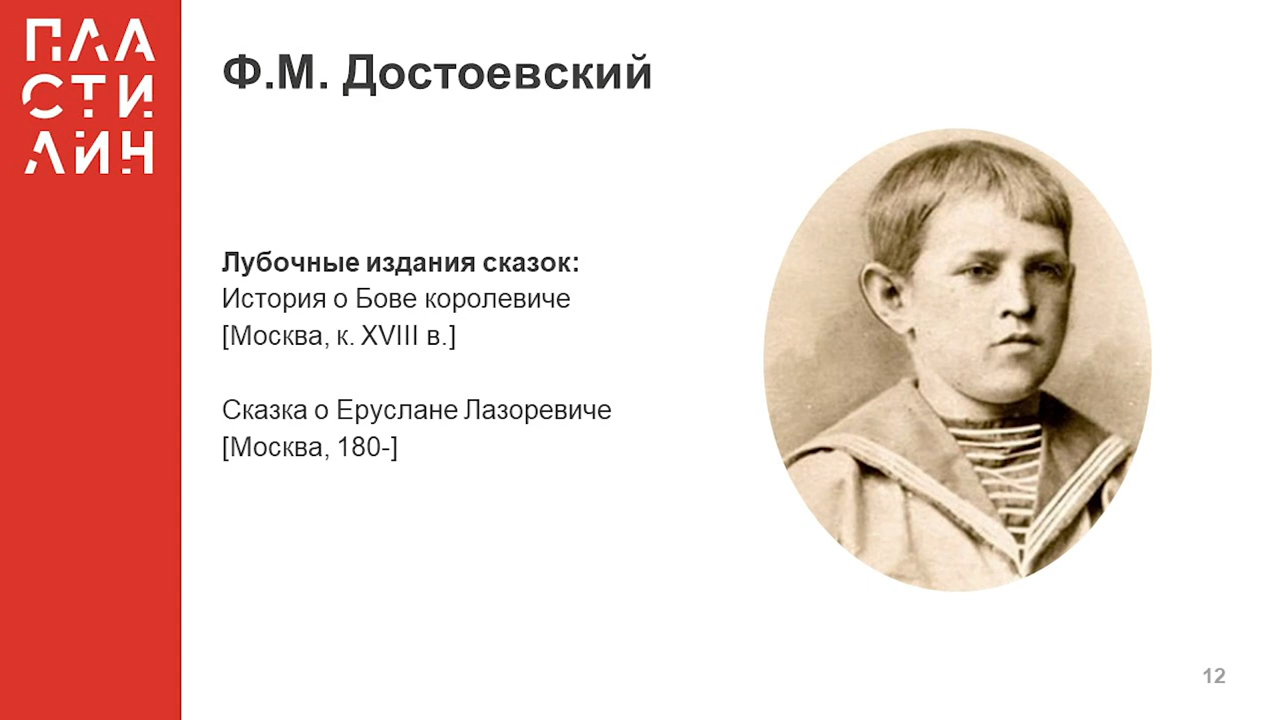 ПЛА
СТИ
ЛИН
Ф.М. Достоевский
Лубочные издания сказок:
История о Бове королевиче
[Москва, к. XVIII в.]
Сказка о Еруслане Лазоревиче
[Москва, 180-]
12